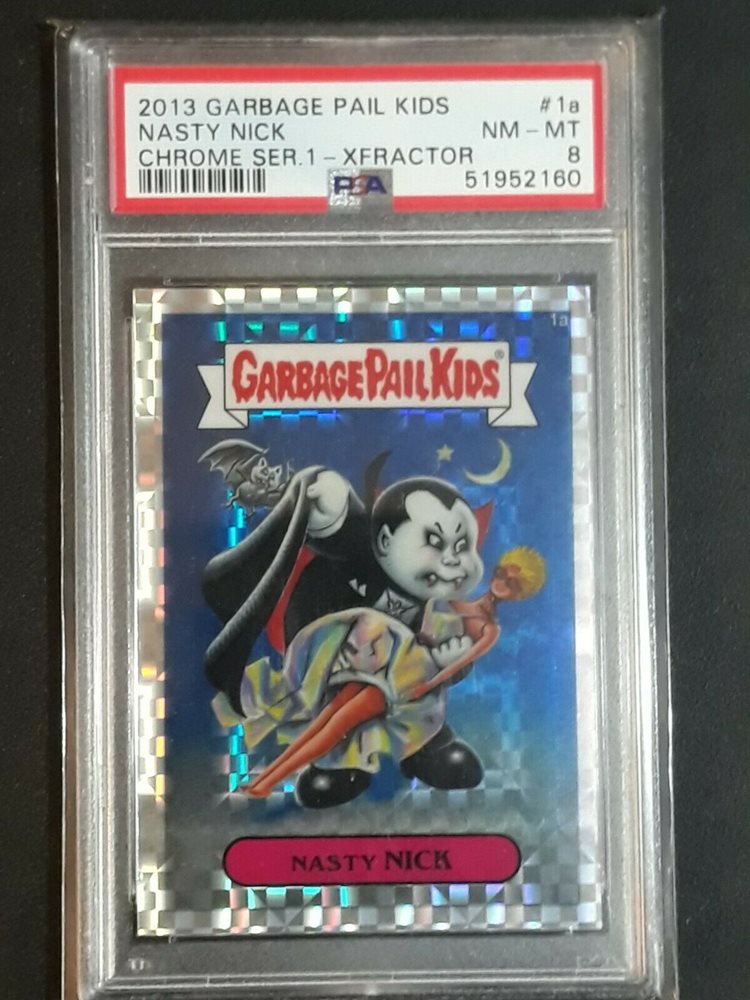 2013 GARBAGE PAIL KIDS #1a
NASTY NICK NM - MT
CHROME SER.1 - XFRACTOR 8
PSA 51952160
1a
GARBAGE PAIL KIDS®
NASTY NICK